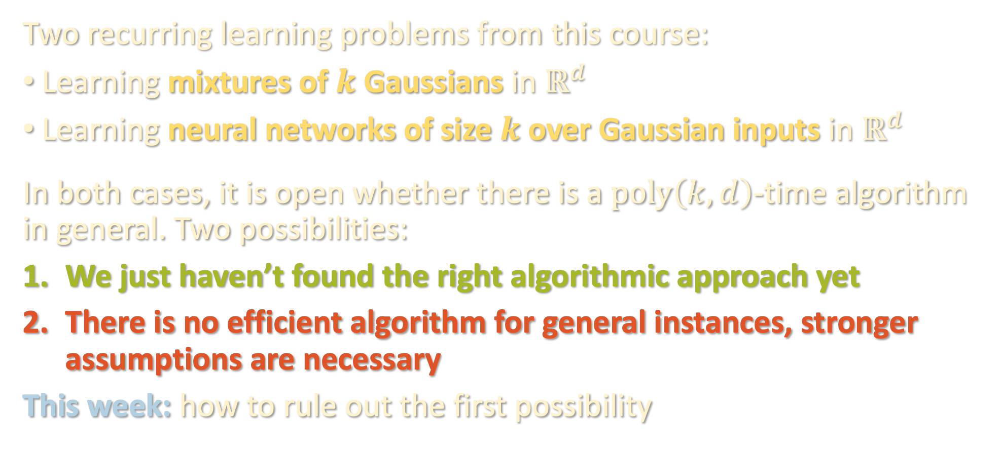 Two recurring learning problems from this course:
• Learning mixtures of k Gaussians in ℝ^d
• Learning neural networks of size k over Gaussian inputs in ℝ^d
In both cases, it is open whether there is a poly(k, d)-time algorithm
in general. Two possibilities:
1. We just haven’t found the right algorithmic approach yet
2. There is no efficient algorithm for general instances, stronger
assumptions are necessary
This week: how to rule out the first possibility